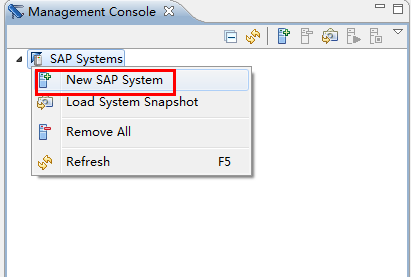 Management Console
SAP Systems
New SAP System
Load System Snapshot
Remove All
Refresh F5